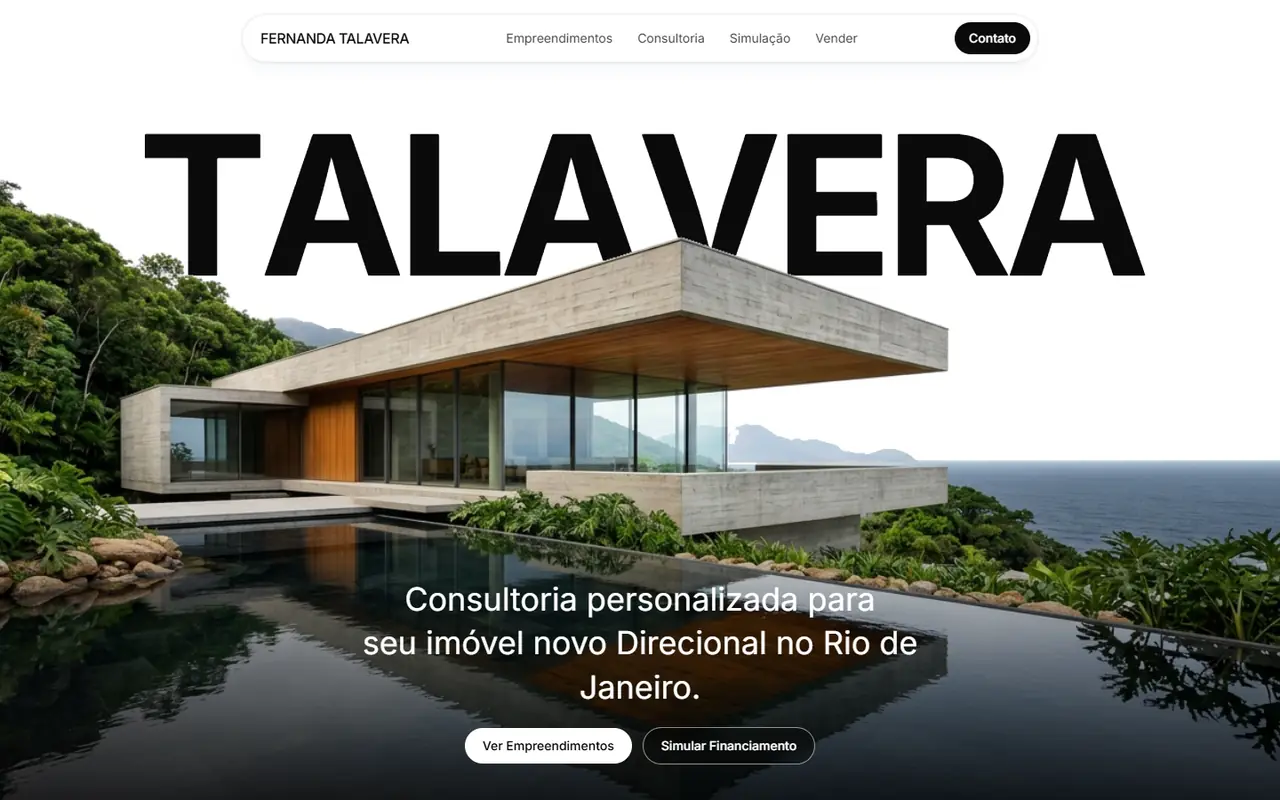 FERNANDA TALAVERA
Empreendimentos
Consultoria
Simulação
Vender
Contato
TALAVERA
Consultoria personalizada para
seu imóvel novo Direcional no Rio de
Janeiro.
Ver Empreendimentos
Simular Financiamento